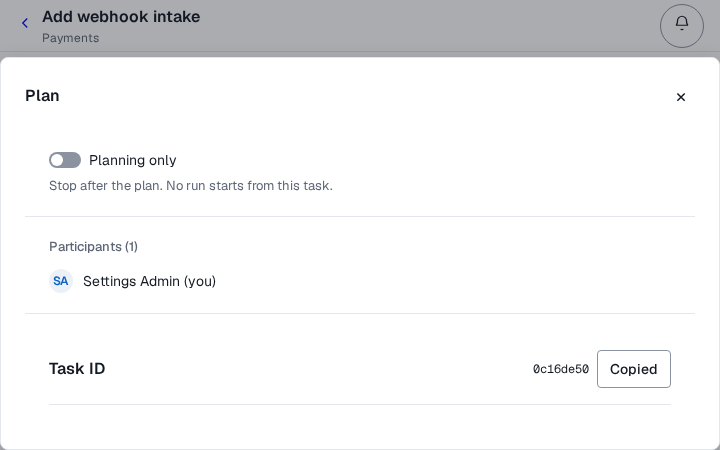 Add webhook intake
Payments
Plan
Planning only
Stop after the plan. No run starts from this task.
Participants (1)
SA Settings Admin (you)
Task ID 0c16de50 Copied